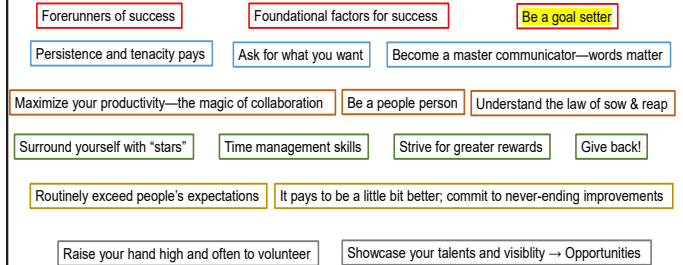 Forerunners of success Foundational factors for success Be a goal setter
Persistence and tenacity pays Ask for what you want Become a master communicator—words matter
Maximize your productivity—the magic of collaboration Be a people person Understand the law of sow & reap
Surround yourself with “stars” Time management skills Strive for greater rewards Give back!
Routinely exceed people’s expectations It pays to be a little bit better; commit to never-ending improvements
Raise your hand high and often to volunteer Showcase your talents and visiblity → Opportunities